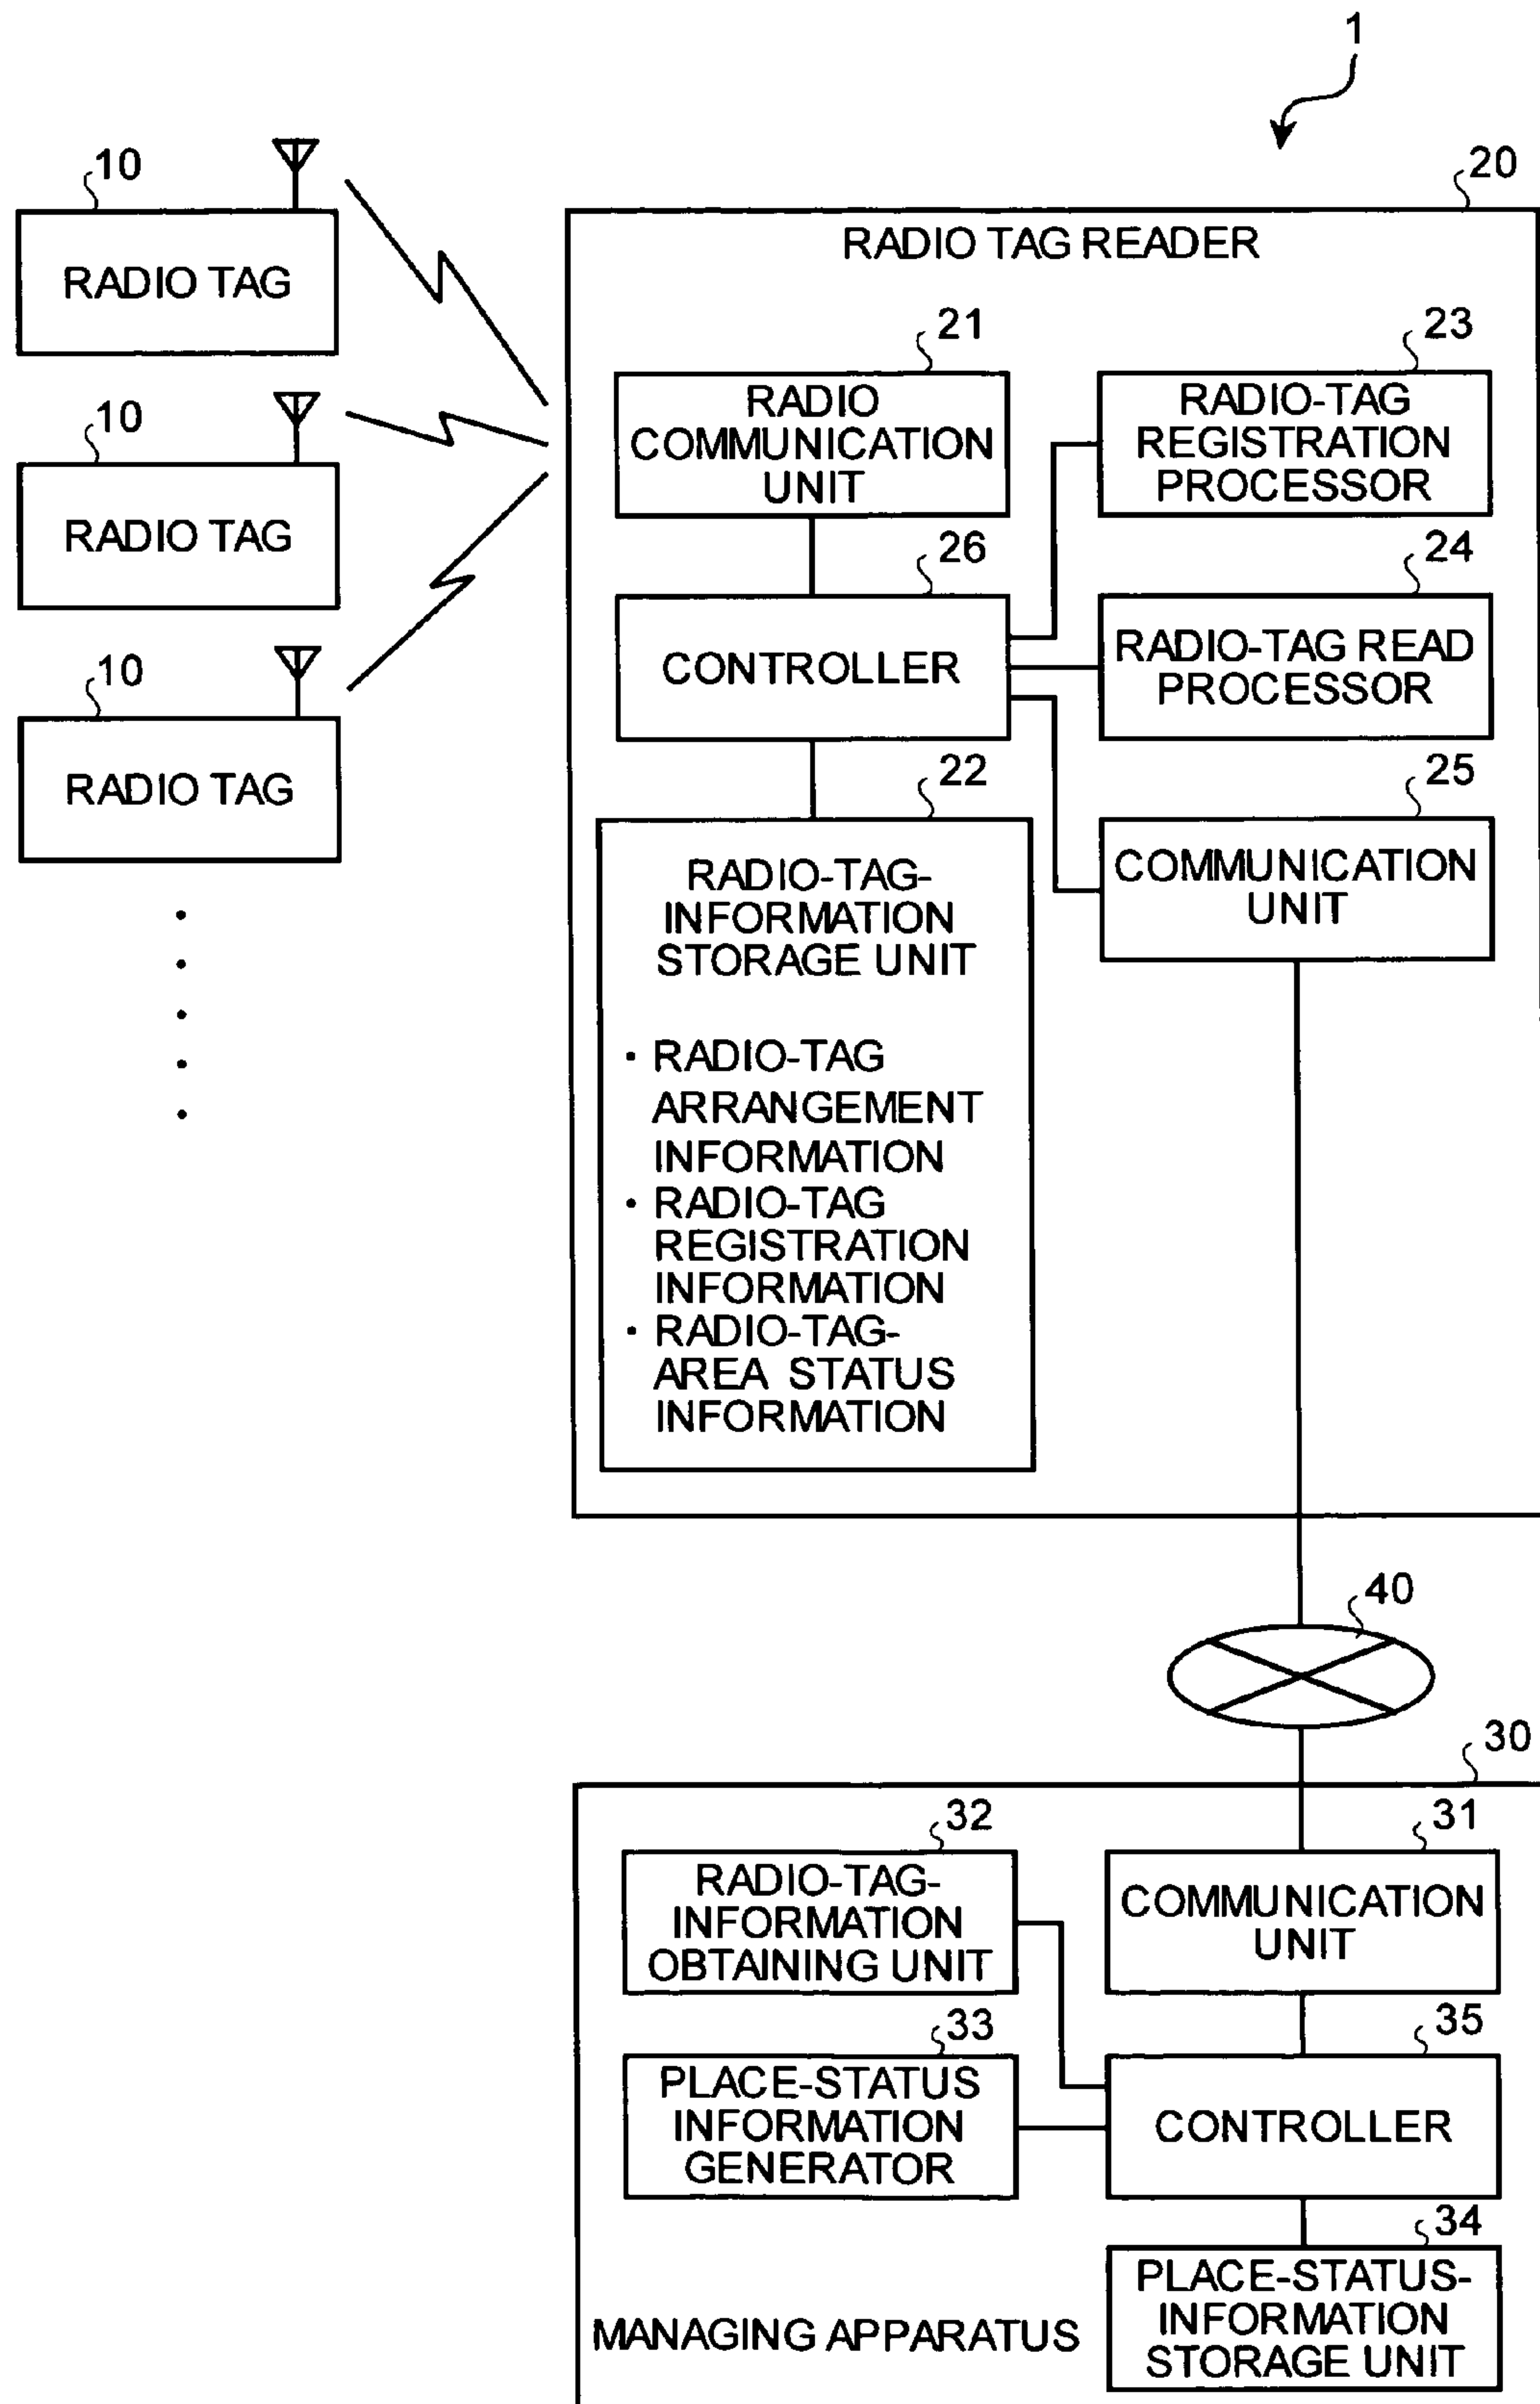 1
10
RADIO TAG
10
RADIO TAG
10
RADIO TAG
20
RADIO TAG READER
21
RADIO
COMMUNICATION
UNIT
23
RADIO-TAG
REGISTRATION
PROCESSOR
26
CONTROLLER
24
RADIO-TAG READ
PROCESSOR
22
RADIO-TAG-
INFORMATION
STORAGE UNIT
· RADIO-TAG
ARRANGEMENT
INFORMATION
· RADIO-TAG
REGISTRATION
INFORMATION
· RADIO-TAG-
AREA STATUS
INFORMATION
25
COMMUNICATION
UNIT
40
30
32
RADIO-TAG-
INFORMATION
OBTAINING UNIT
31
COMMUNICATION
UNIT
33
PLACE-STATUS
INFORMATION
GENERATOR
35
CONTROLLER
34
PLACE-STATUS-
INFORMATION
STORAGE UNIT
MANAGING APPARATUS